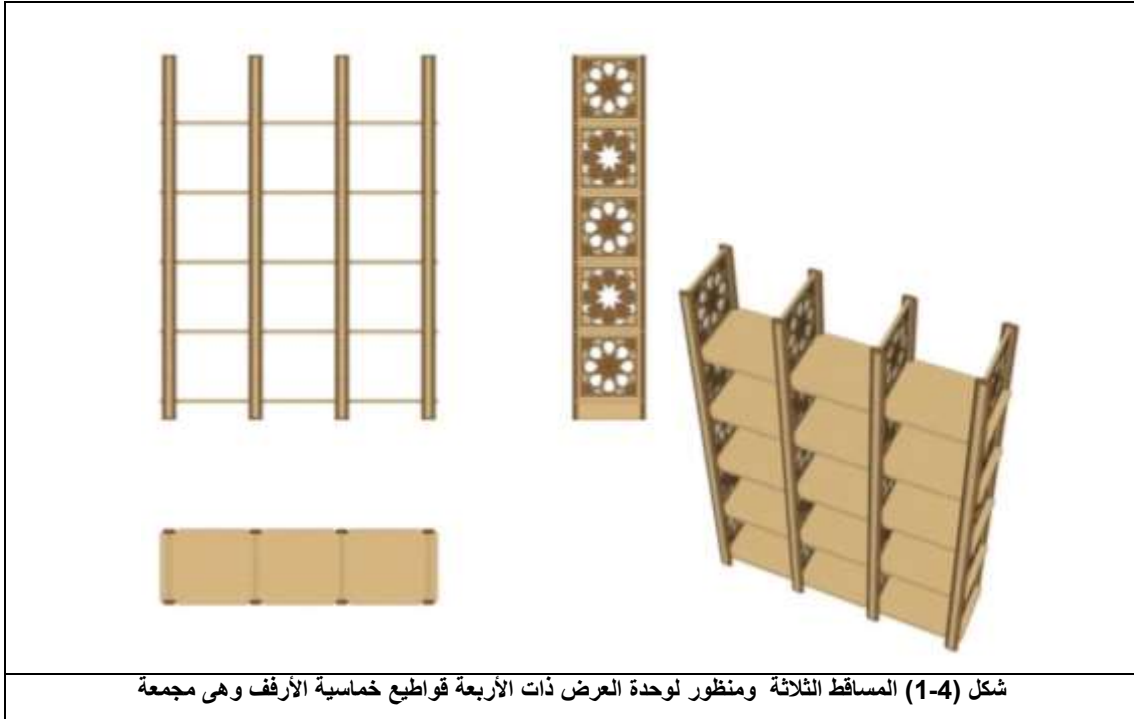 شكل (4-1) المساقط الثلاثة ومنظور لوحدة العرض ذات الأربعة قواطيع خماسية الأرفف وهى مجمعة